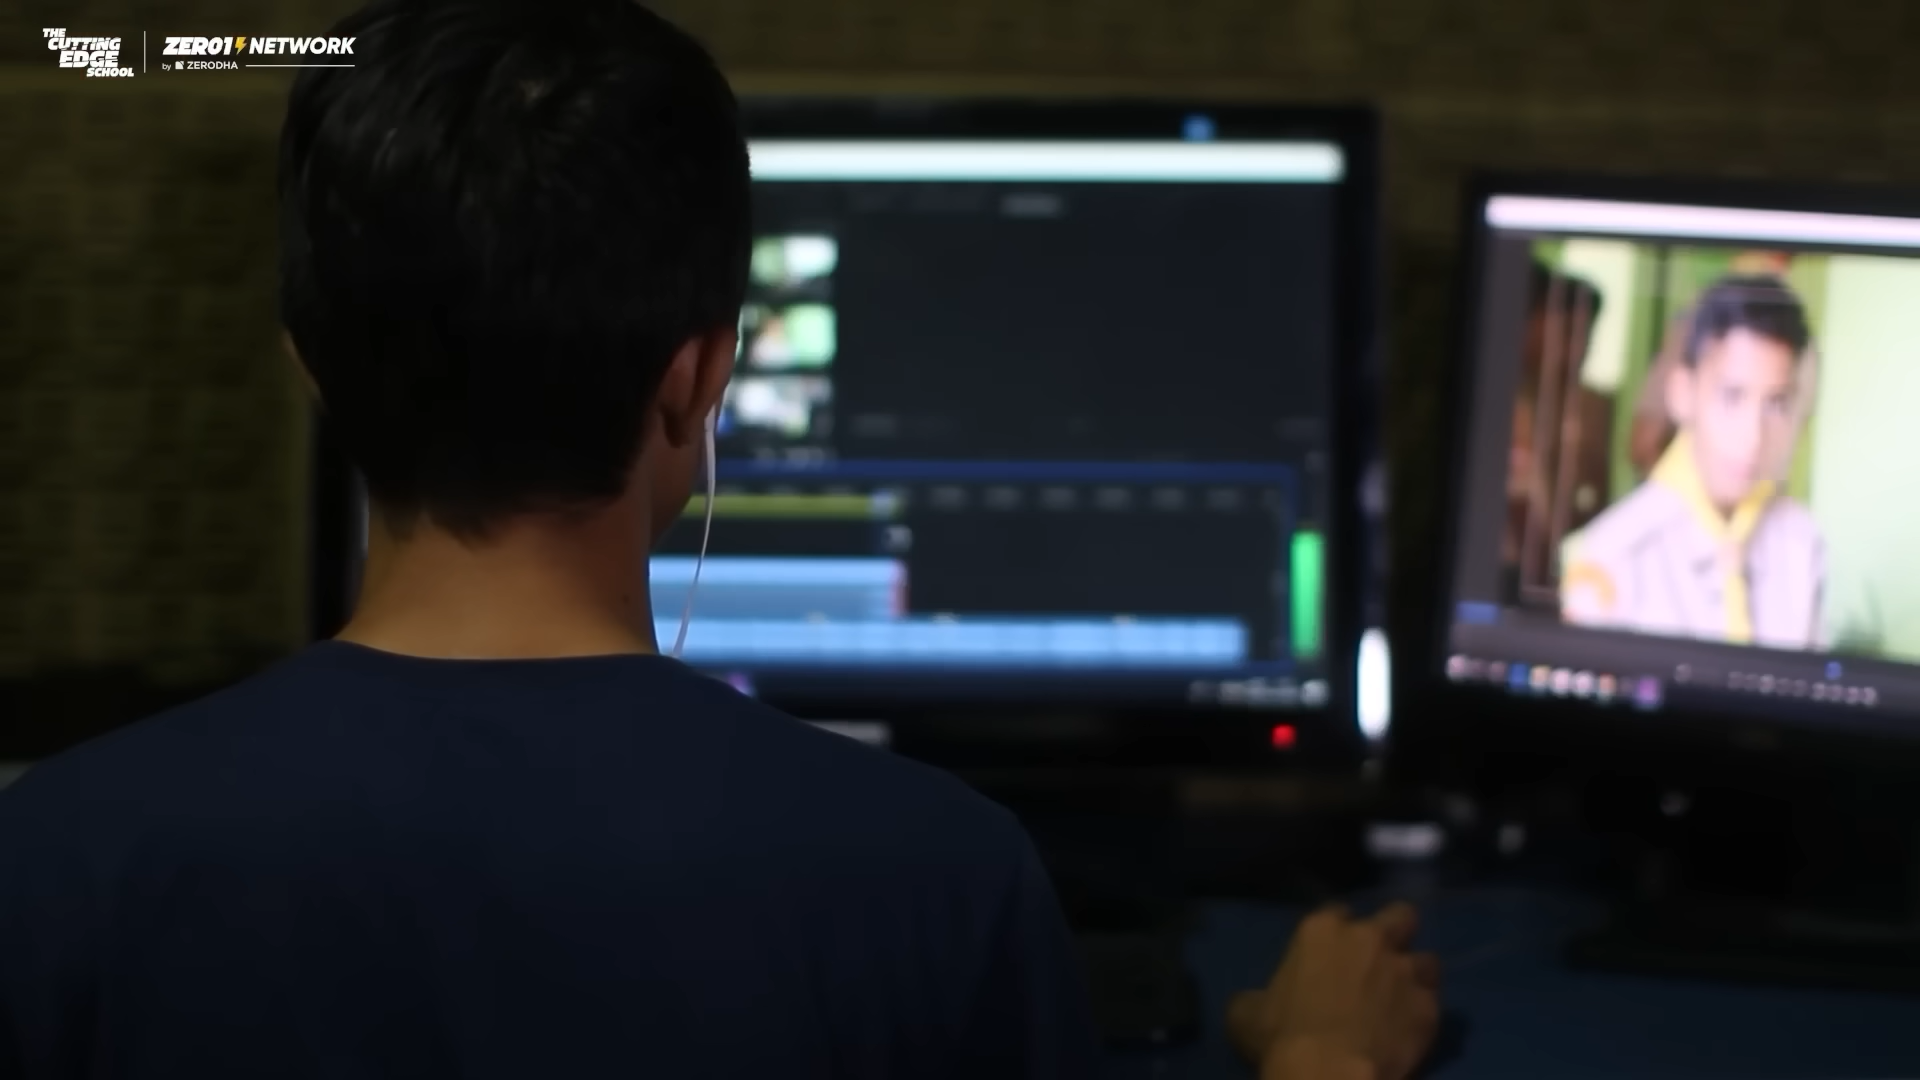 THE
CUTTING
EDGE
SCHOOL
ZERO1 NETWORK
by ZERODHA